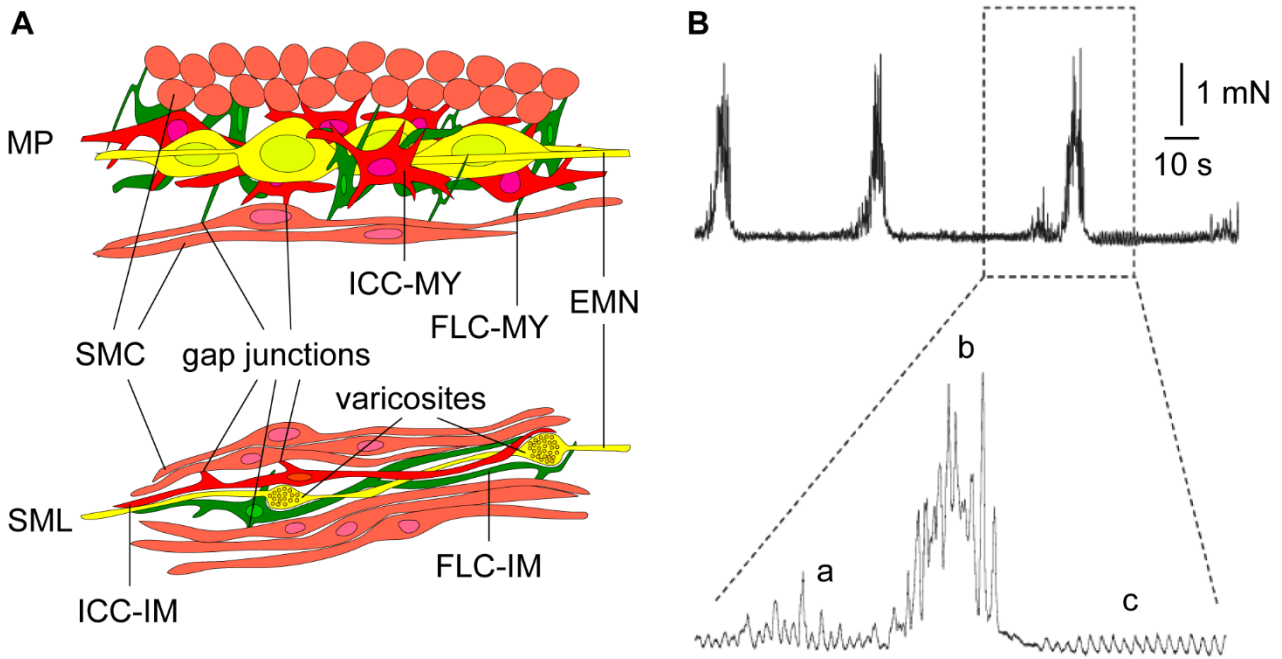 A
MP
ICC-MY
EMN
FLC-MY
SMC
gap junctions
varicosites
SML
FLC-IM
ICC-IM
B
1 mN
10 s
b
a
c